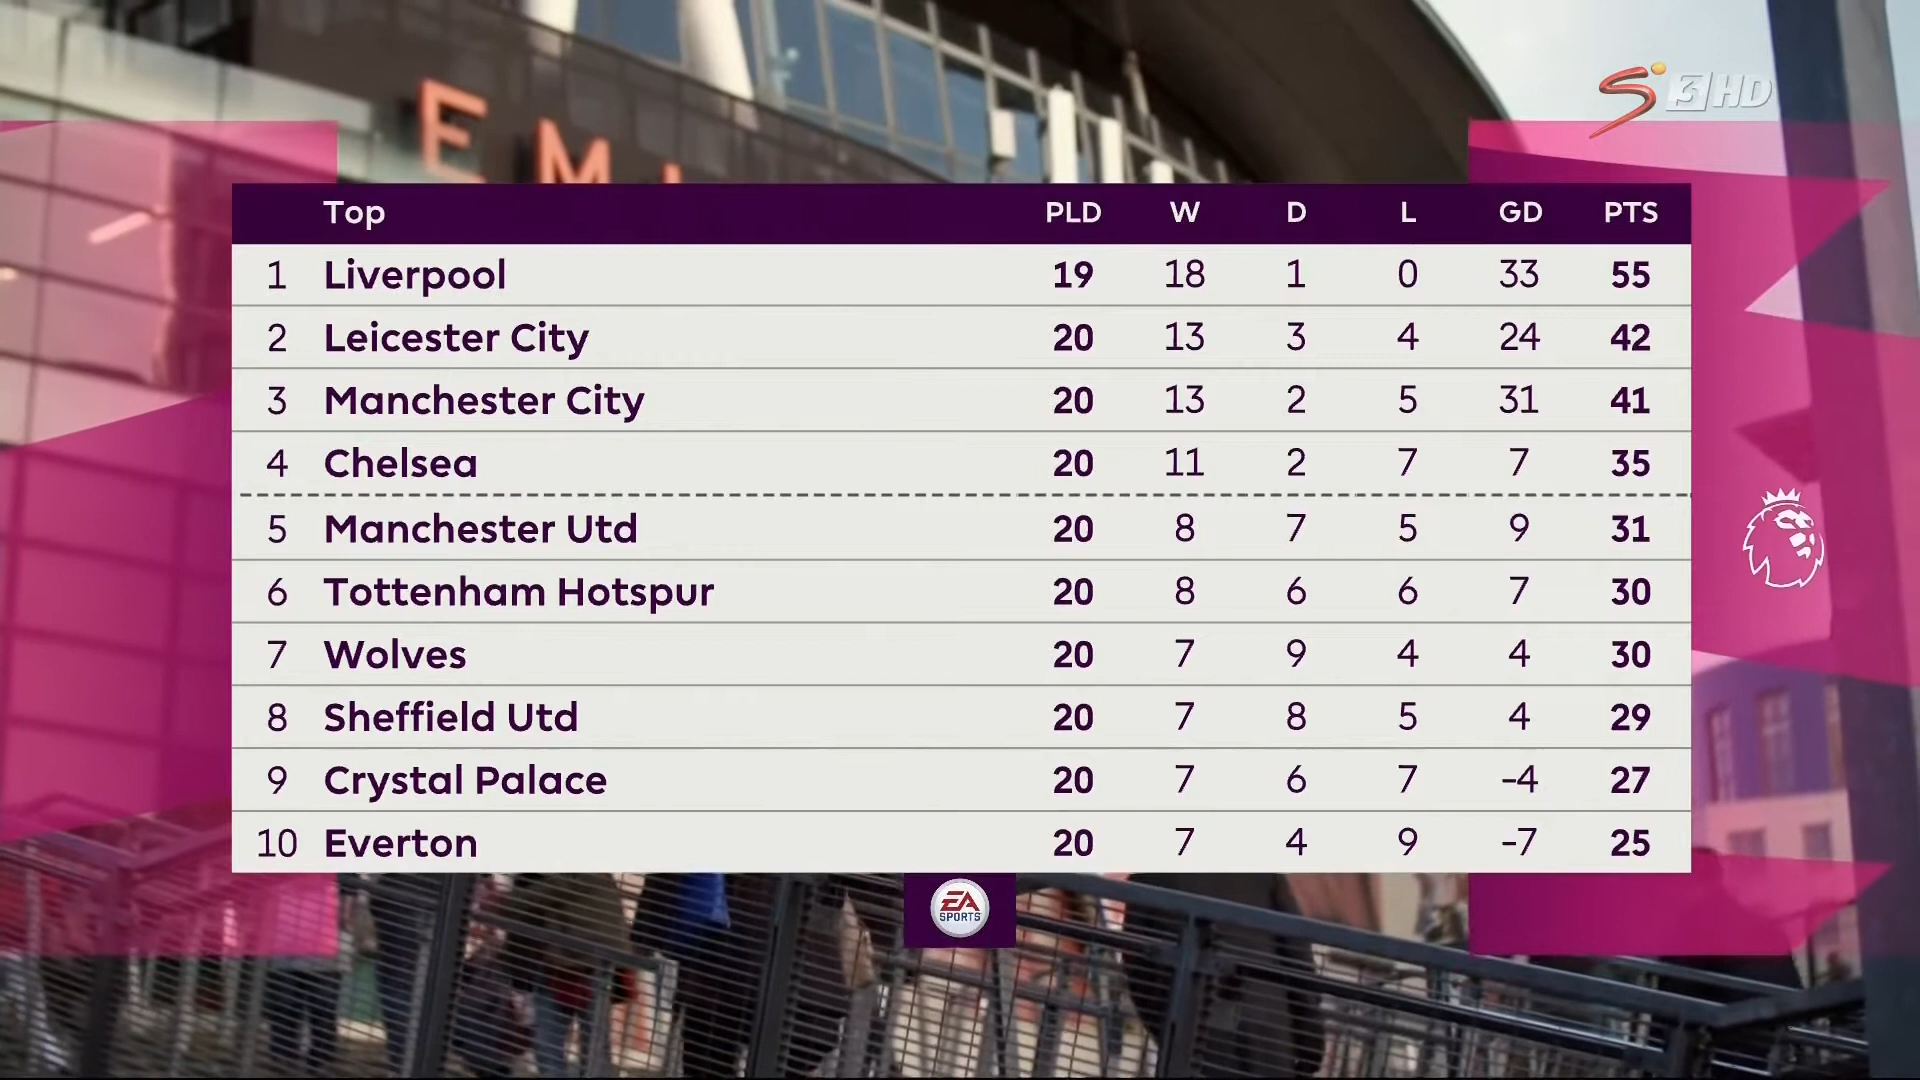 EMI
S 3 HD
Top PLD W D L GD PTS
1 Liverpool 19 18 1 0 33 55
2 Leicester City 20 13 3 4 24 42
3 Manchester City 20 13 2 5 31 41
4 Chelsea 20 11 2 7 7 35
5 Manchester Utd 20 8 7 5 9 31
6 Tottenham Hotspur 20 8 6 6 7 30
7 Wolves 20 7 9 4 4 30
8 Sheffield Utd 20 7 8 5 4 29
9 Crystal Palace 20 7 6 7 -4 27
10 Everton 20 7 4 9 -7 25
EA
SPORTS